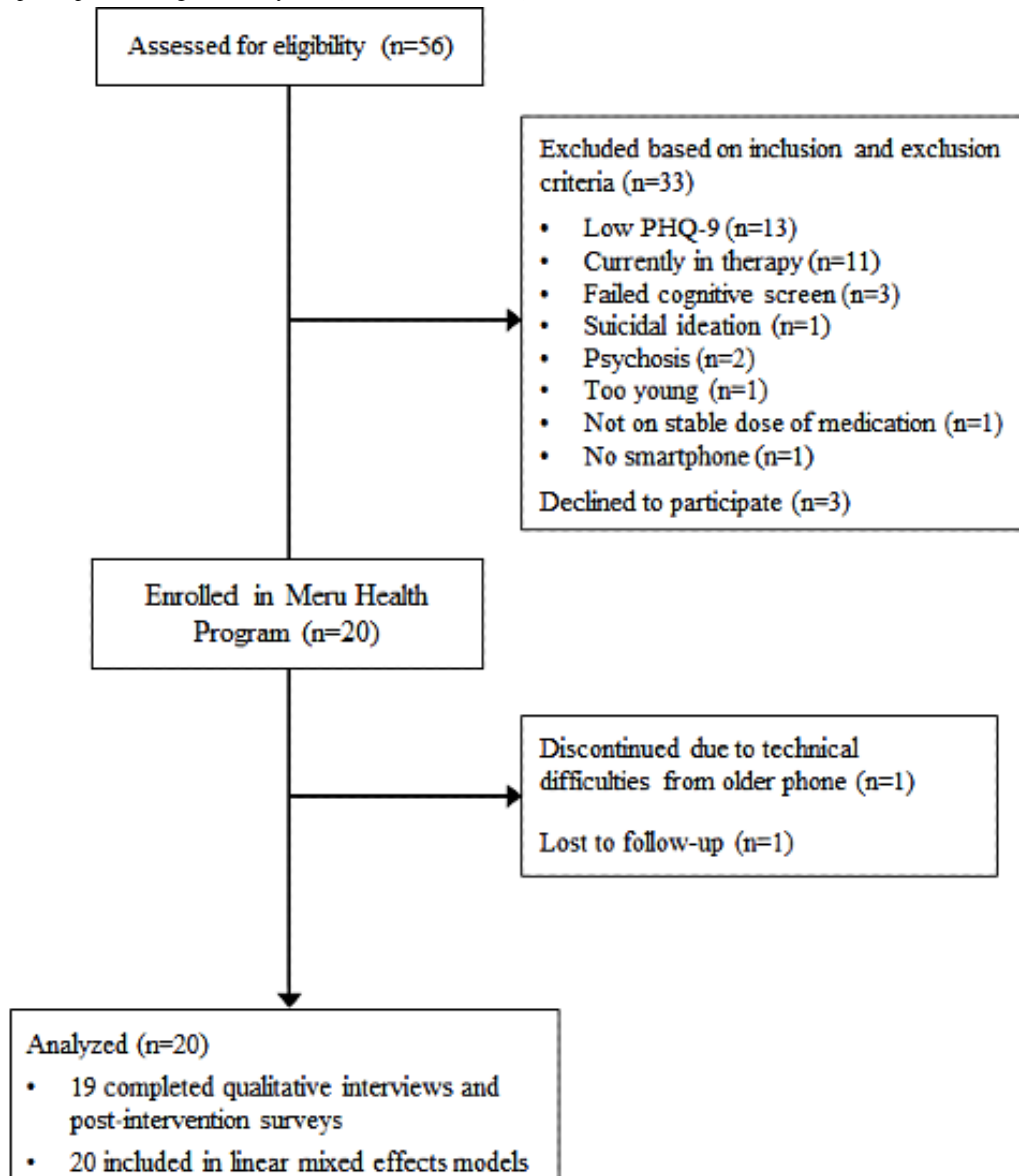 Assessed for eligibility (n=56)
Excluded based on inclusion and exclusion
criteria (n=33)
• Low PHQ-9 (n=13)
• Currently in therapy (n=11)
• Failed cognitive screen (n=3)
• Suicidal ideation (n=1)
• Psychosis (n=2)
• Too young (n=1)
• Not on stable dose of medication (n=1)
• No smartphone (n=1)
Declined to participate (n=3)
Enrolled in Meru Health
Program (n=20)
Discontinued due to technical
difficulties from older phone (n=1)
Lost to follow-up (n=1)
Analyzed (n=20)
• 19 completed qualitative interviews and
post-intervention surveys
• 20 included in linear mixed effects models